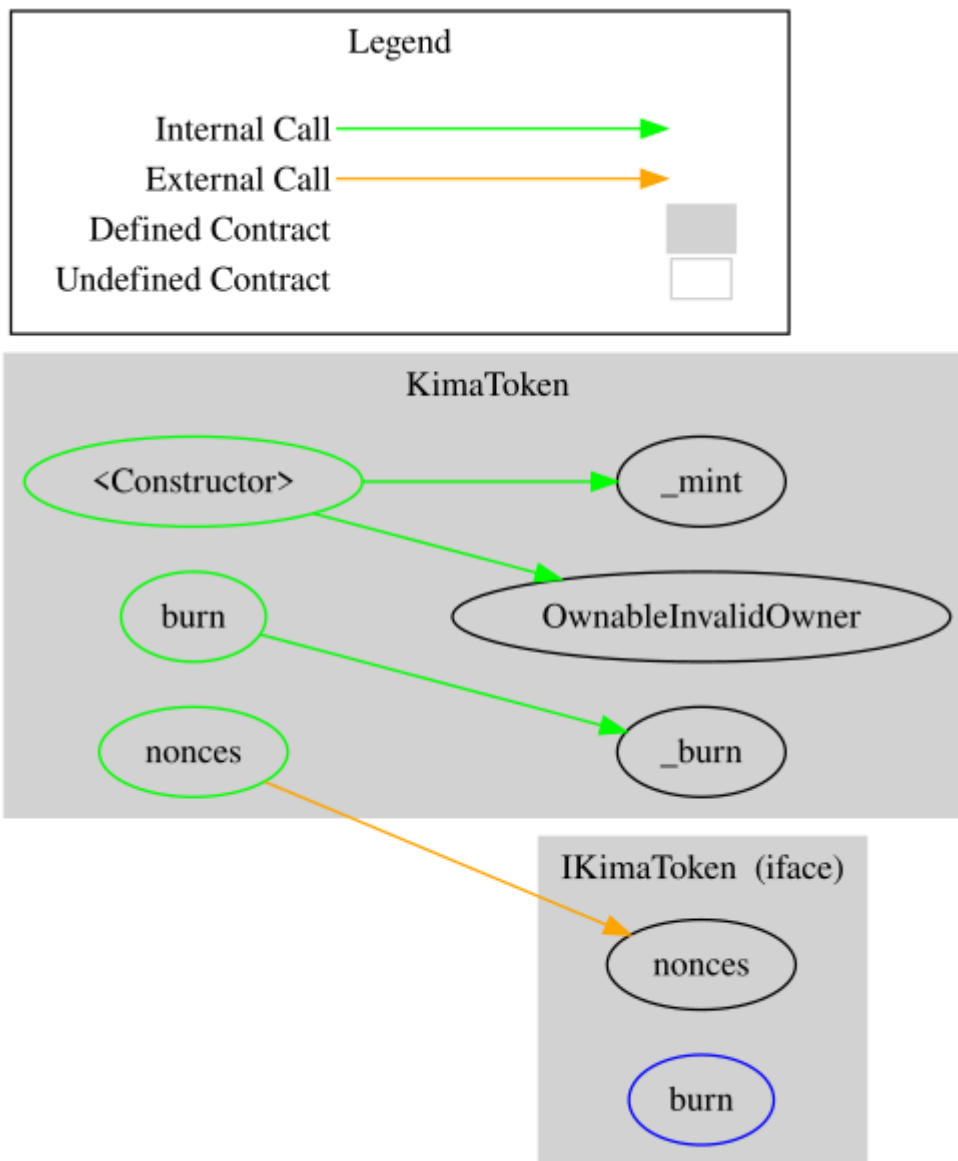 Legend
Internal Call
External Call
Defined Contract
Undefined Contract
KimaToken
<Constructor>
_mint
burn
OwnableInvalidOwner
nonces
_burn
IKimaToken (iface)
nonces
burn